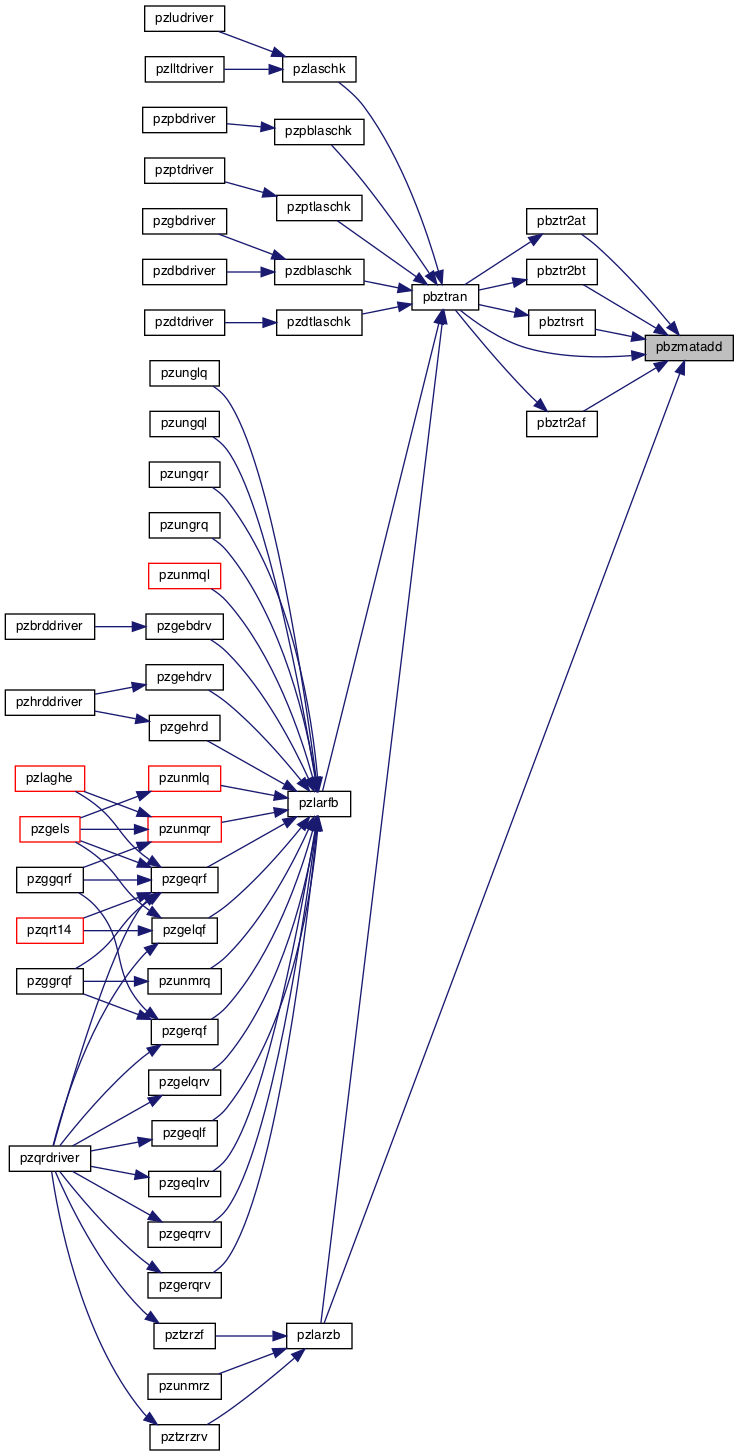 pzludriver
pzlltdriver
pzlaschk
pzpbdriver
pzpblaschk
pzptdriver
pzptlaschk
pzgbdriver
pzdbdriver
pzdblaschk
pzdtdriver
pzdtlaschk
pbztran
pbztr2at
pbztr2bt
pbztrsrt
pbzmatadd
pbztr2af
pzunglq
pzungql
pzungqr
pzungrq
pzunmql
pzbrddriver
pzgebdrv
pzgehdrv
pzhrddriver
pzgehrd
pzlaghe
pzunmlq
pzlarfb
pzgels
pzunmqr
pzggqrf
pzgeqrf
pzqrt14
pzgelqf
pzggrqf
pzunmrq
pzgerqf
pzgelqrv
pzgeqlf
pzqrdriver
pzgeqlrv
pzgeqrrv
pzgerqrv
pztzrzf
pzlarzb
pzunmrz
pztzrzrv